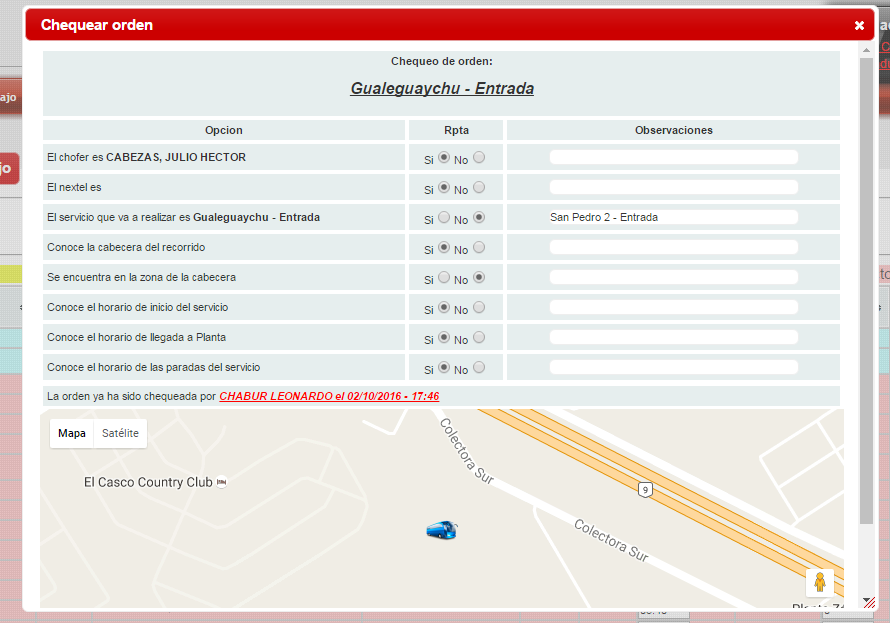 Chequear orden
Chequeo de orden:
Gualeguaychu - Entrada
Opcion Rpta Observaciones
El chofer es CABEZAS, JULIO HECTOR Si No
El nextel es Si No
El servicio que va a realizar es Gualeguaychu - Entrada Si No San Pedro 2 - Entrada
Conoce la cabecera del recorrido Si No
Se encuentra en la zona de la cabecera Si No
Conoce el horario de inicio del servicio Si No
Conoce el horario de llegada a Planta Si No
Conoce el horario de las paradas del servicio Si No
La orden ya ha sido chequeada por CHABUR LEONARDO el 02/10/2016 - 17:46
Mapa Satélite
Colectora Sur
El Casco Country Club
9
Colectora Sur
ajo
jo